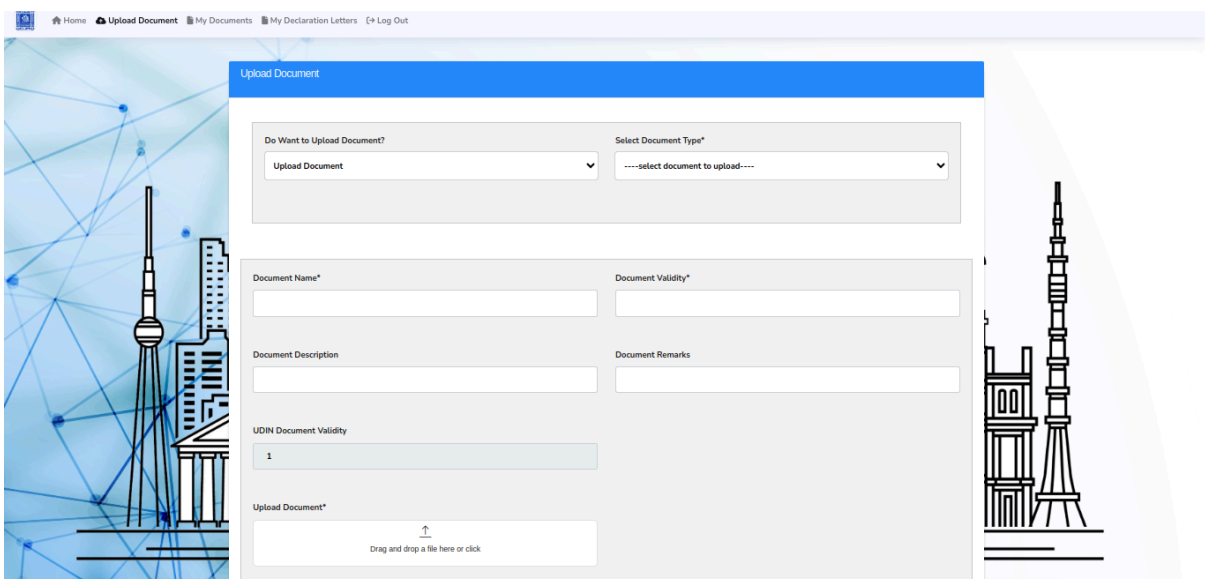 Home Upload Document My Documents My Declaration Letters Log Out
Upload Document
Do Want to Upload Document? Select Document Type*
Upload Document ----select document to upload----
Document Name* Document Validity*
Document Description Document Remarks
UDIN Document Validity
1
Upload Document*
Drag and drop a file here or click